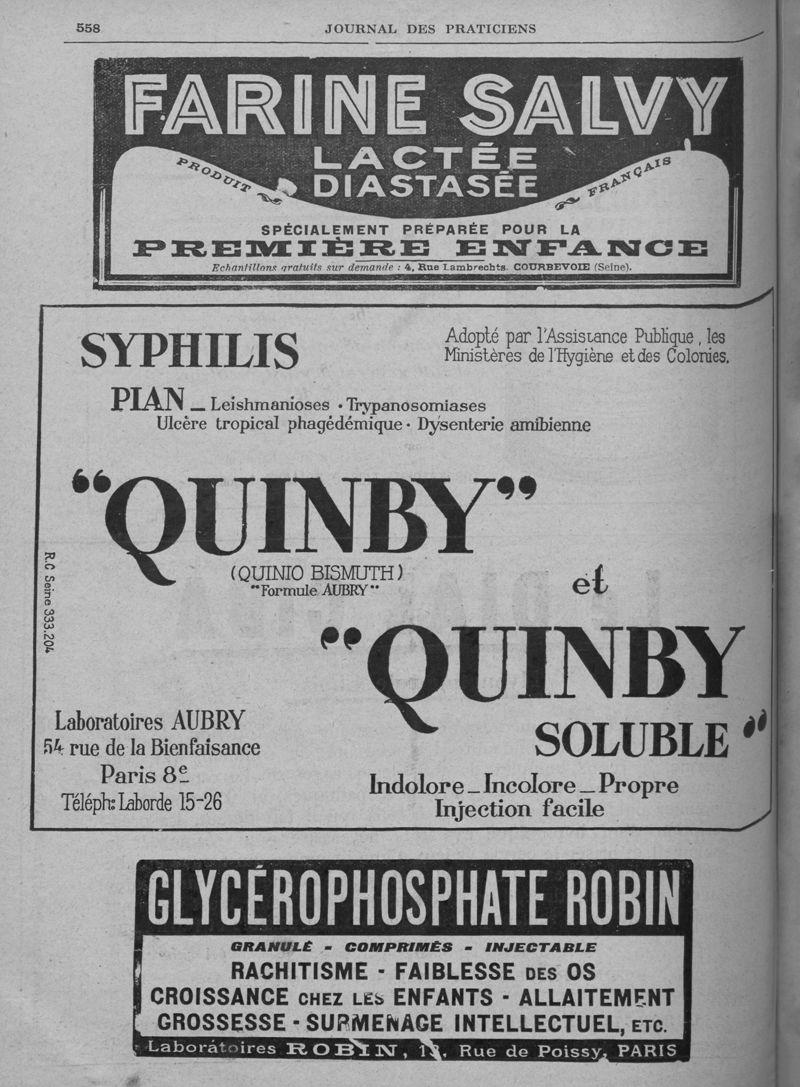 558
JOURNAL DES PRATICIENS
FARINE SALVY
LACTÉE
DIASTASÉE
PRODUIT
FRANÇAIS
SPÉCIALEMENT PRÉPARÉE POUR LA
PREMIÈRE ENFANCE
Echantillons gratuits sur demande : 4, Rue Lambrechts. COURBEVOIE (Seine).
SYPHILIS
Adopté par l'Assistance Publique, les
Ministères de l'Hygiène et des Colonies.
PIAN — Leishmanioses · Trypanosomiases
Ulcère tropical phagédémique · Dysenterie amibienne
“QUINBY”
(QUINIO BISMUTH)
“Formule AUBRY”
et
“QUINBY
SOLUBLE”
R.C Seine 333.204
Laboratoires AUBRY
54 rue de la Bienfaisance
Paris 8e
Téléph: Laborde 15-26
Indolore — Incolore — Propre
Injection facile
GLYCÉROPHOSPHATE ROBIN
GRANULÉ - COMPRIMÉS - INJECTABLE
RACHITISME - FAIBLESSE DES OS
CROISSANCE CHEZ LES ENFANTS - ALLAITEMENT
GROSSESSE - SURMENAGE INTELLECTUEL, ETC.
Laboratoires ROBIN, 13, Rue de Poissy, PARIS